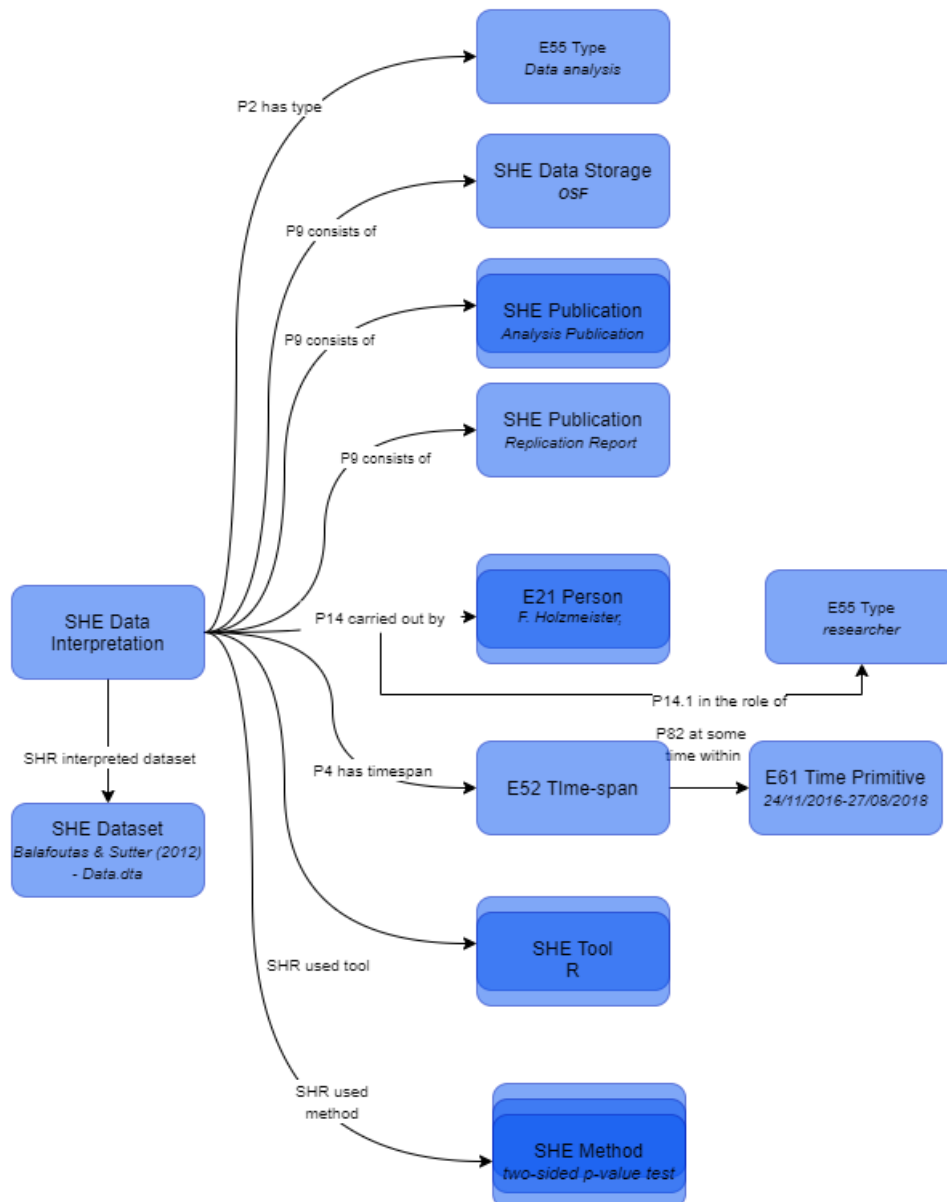 E55 Type
Data analysis
P2 has type
SHE Data Storage
OSF
P9 consists of
SHE Publication
Analysis Publication
P9 consists of
SHE Publication
Replication Report
P9 consists of
E21 Person
F. Holzmeister,
P14 carried out by
E55 Type
researcher
P14.1 in the role of
SHE Data
Interpretation
SHR interpreted dataset
SHE Dataset
Balafoutas & Sutter (2012)
- Data.dta
P4 has timespan
E52 TIme-span
P82 at some
time within
E61 Time Primitive
24/11/2016-27/08/2018
SHE Tool
R
SHR used tool
SHR used
method
SHE Method
two-sided p-value test